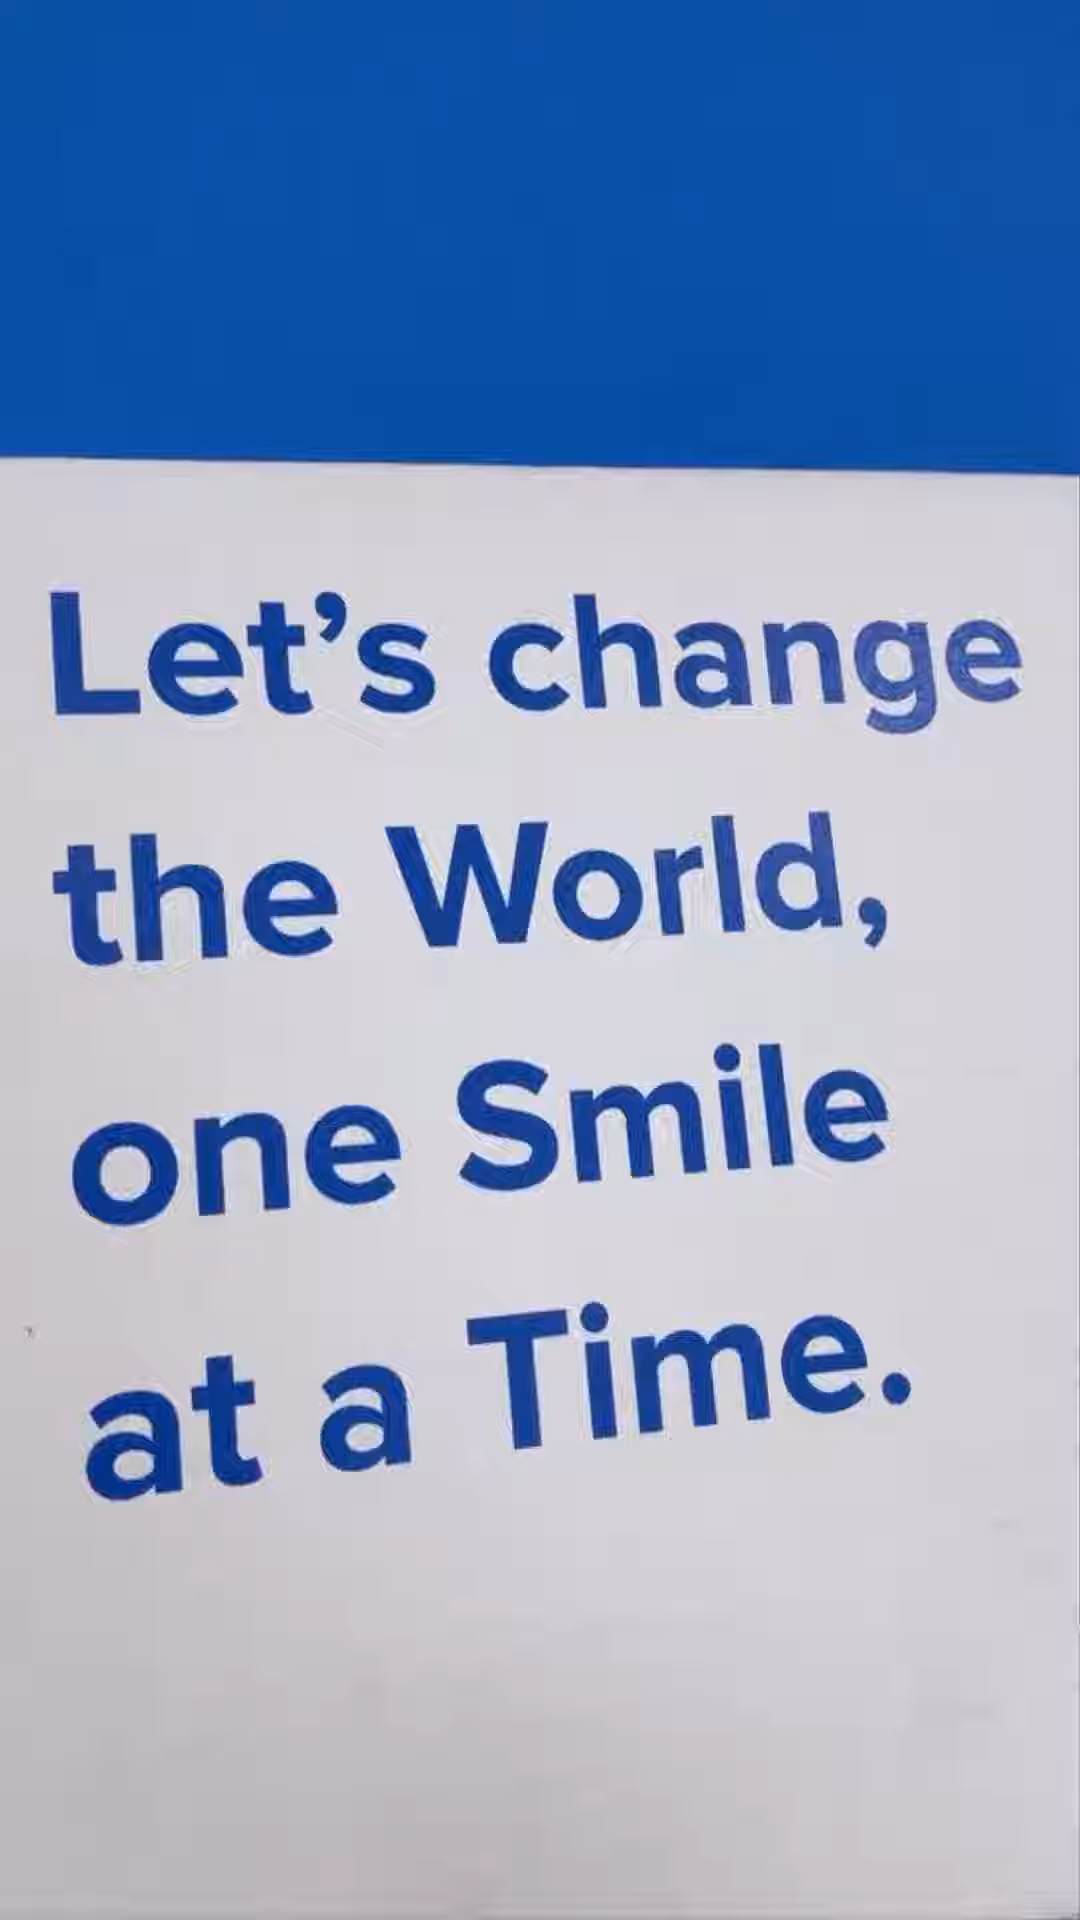 Let’s change
the World,
one Smile
at a Time.